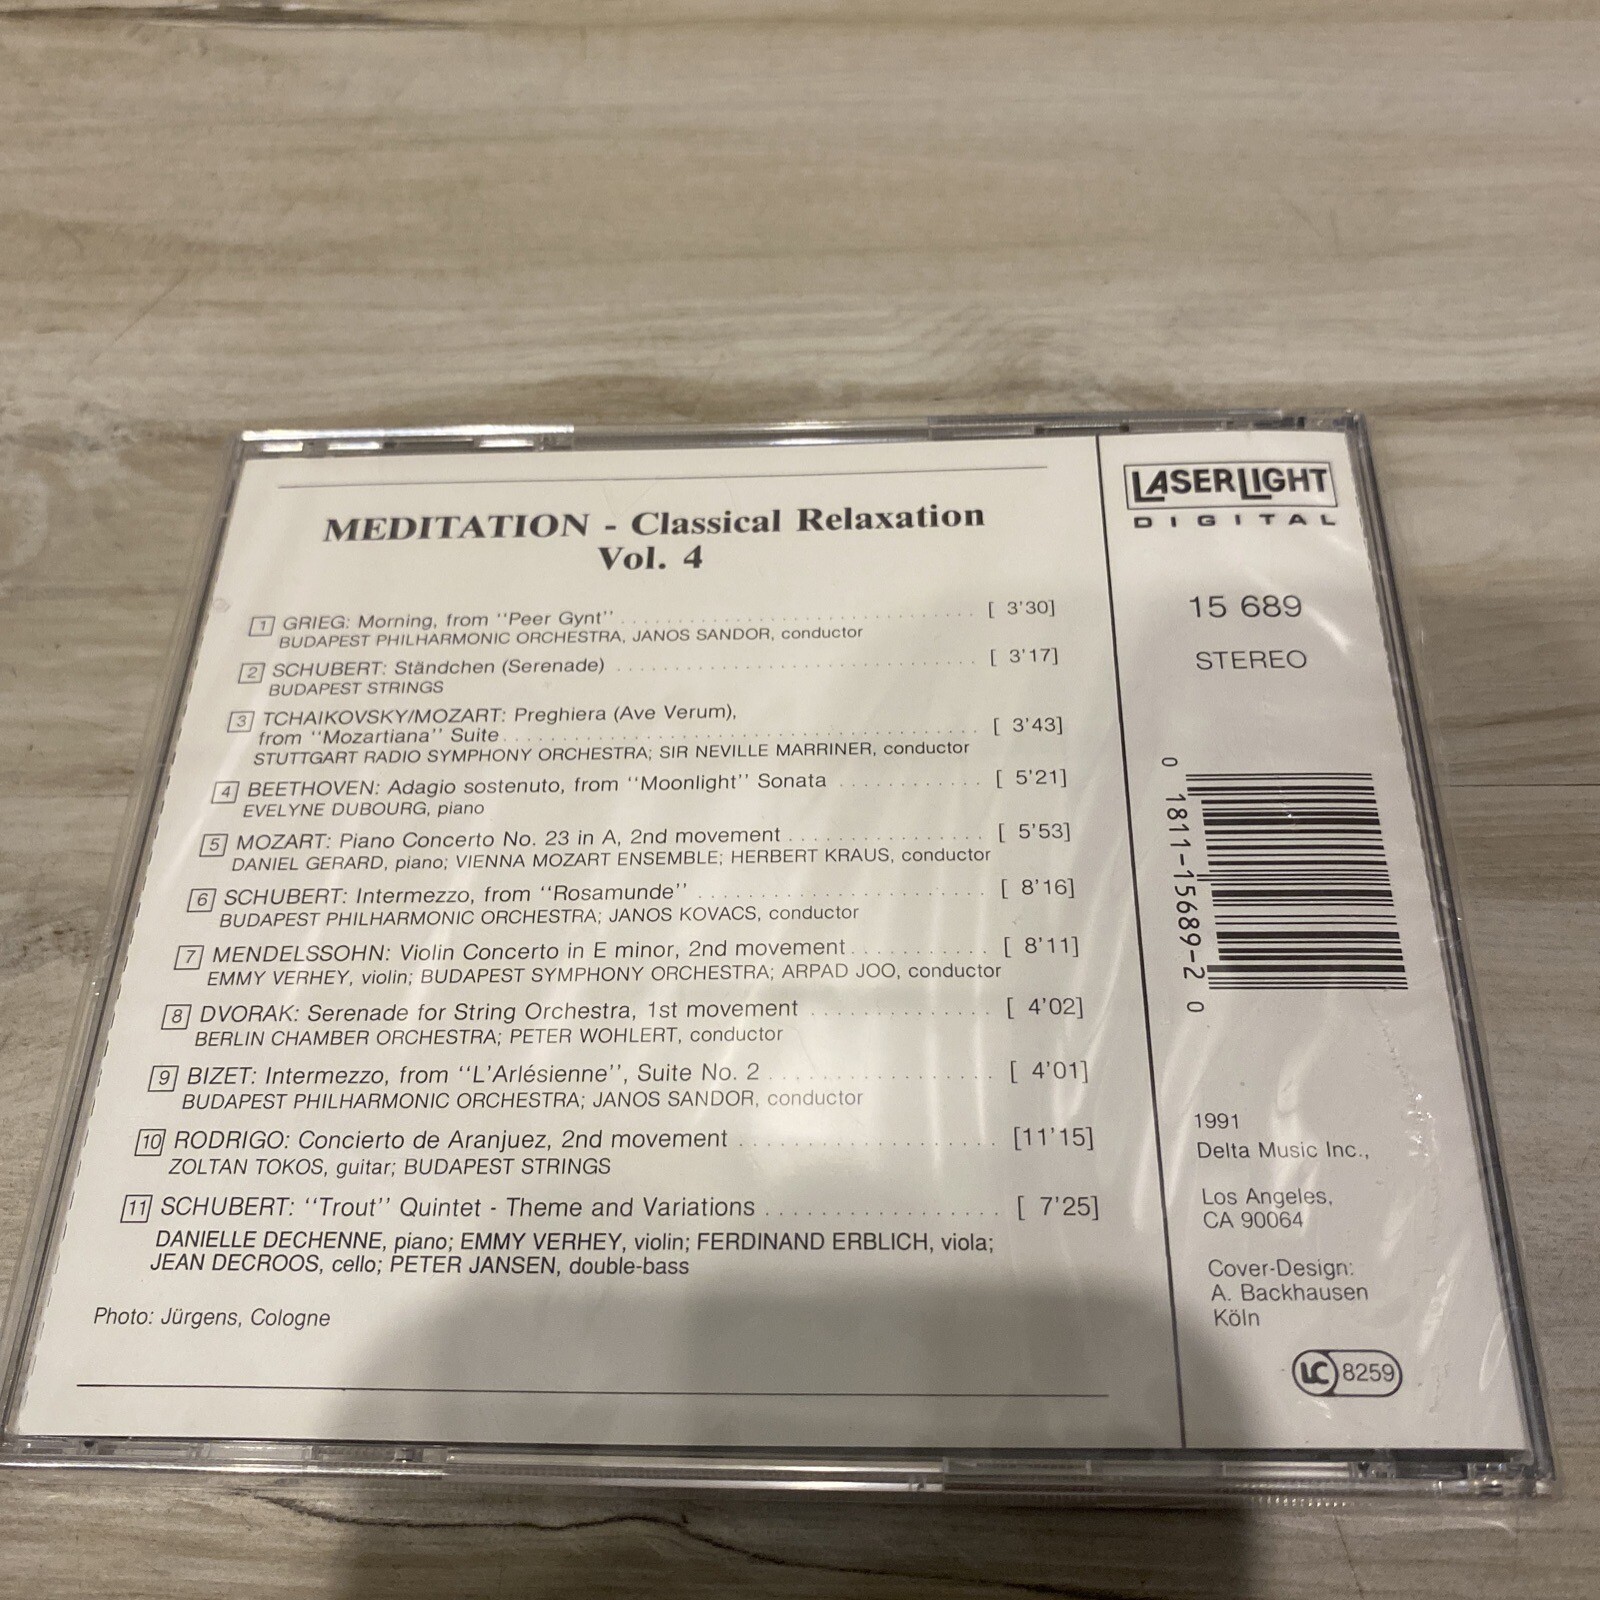 MEDITATION - Classical Relaxation
Vol. 4
1 GRIEG: Morning, from "Peer Gynt" [ 3'30]
BUDAPEST PHILHARMONIC ORCHESTRA, JANOS SANDOR, conductor
2 SCHUBERT: Ständchen (Serenade) [ 3'17]
BUDAPEST STRINGS
3 TCHAIKOVSKY/MOZART: Preghiera (Ave Verum),
from "Mozartiana" Suite [ 3'43]
STUTTGART RADIO SYMPHONY ORCHESTRA; SIR NEVILLE MARRINER, conductor
4 BEETHOVEN: Adagio sostenuto, from "Moonlight" Sonata [ 5'21]
EVELYNE DUBOURG, piano
5 MOZART: Piano Concerto No. 23 in A, 2nd movement [ 5'53]
DANIEL GERARD, piano; VIENNA MOZART ENSEMBLE; HERBERT KRAUS, conductor
6 SCHUBERT: Intermezzo, from "Rosamunde" [ 8'16]
BUDAPEST PHILHARMONIC ORCHESTRA; JANOS KOVACS, conductor
7 MENDELSSOHN: Violin Concerto in E minor, 2nd movement [ 8'11]
EMMY VERHEY, violin; BUDAPEST SYMPHONY ORCHESTRA; ARPAD JOO, conductor
8 DVORAK: Serenade for String Orchestra, 1st movement [ 4'02]
BERLIN CHAMBER ORCHESTRA; PETER WOHLERT, conductor
9 BIZET: Intermezzo, from "L'Arlésienne", Suite No. 2 [ 4'01]
BUDAPEST PHILHARMONIC ORCHESTRA; JANOS SANDOR, conductor
10 RODRIGO: Concierto de Aranjuez, 2nd movement [11'15]
ZOLTAN TOKOS, guitar; BUDAPEST STRINGS
11 SCHUBERT: "Trout" Quintet - Theme and Variations [ 7'25]
DANIELLE DECHENNE, piano; EMMY VERHEY, violin; FERDINAND ERBLICH, viola;
JEAN DECROOS, cello; PETER JANSEN, double-bass
Photo: Jürgens, Cologne
LASERLIGHT
DIGITAL
15 689
STEREO
0 1811-15689-2 0
1991
Delta Music Inc.,
Los Angeles,
CA 90064
Cover-Design:
A. Backhausen
Köln
LC 8259